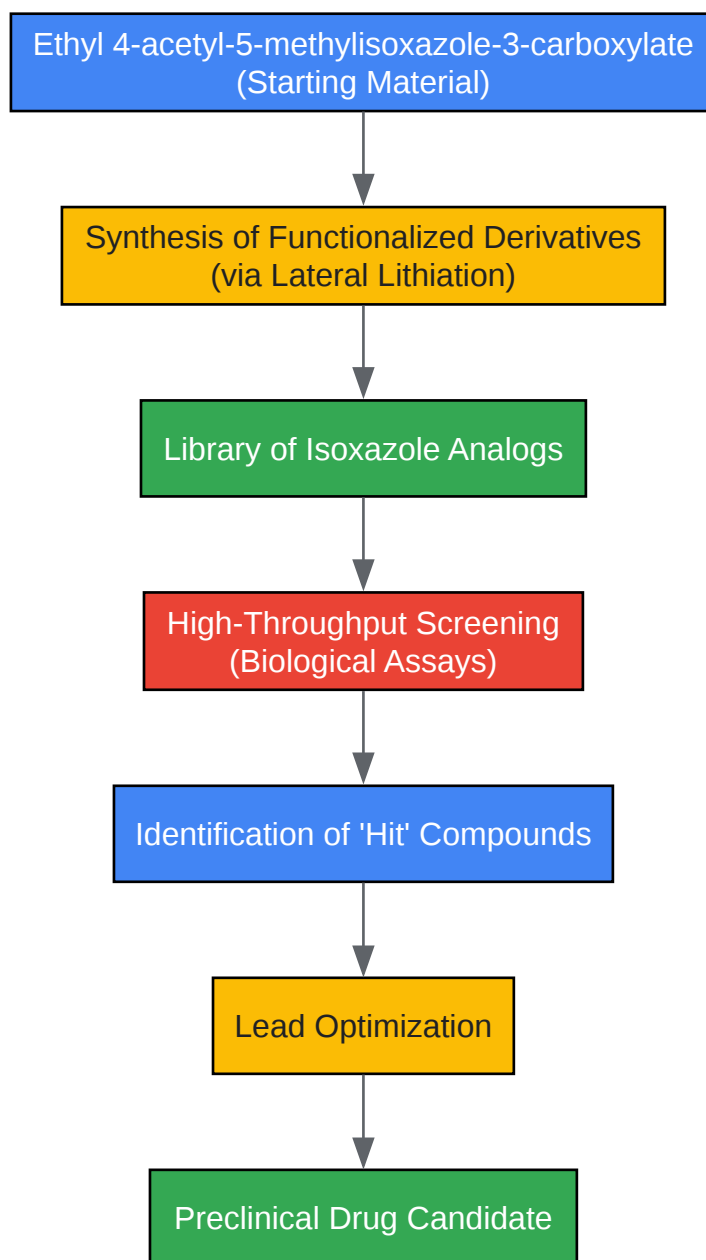 Ethyl 4-acetyl-5-methylisoxazole-3-carboxylate
(Starting Material)
Synthesis of Functionalized Derivatives
(via Lateral Lithiation)
Library of Isoxazole Analogs
High-Throughput Screening
(Biological Assays)
Identification of 'Hit' Compounds
Lead Optimization
Preclinical Drug Candidate